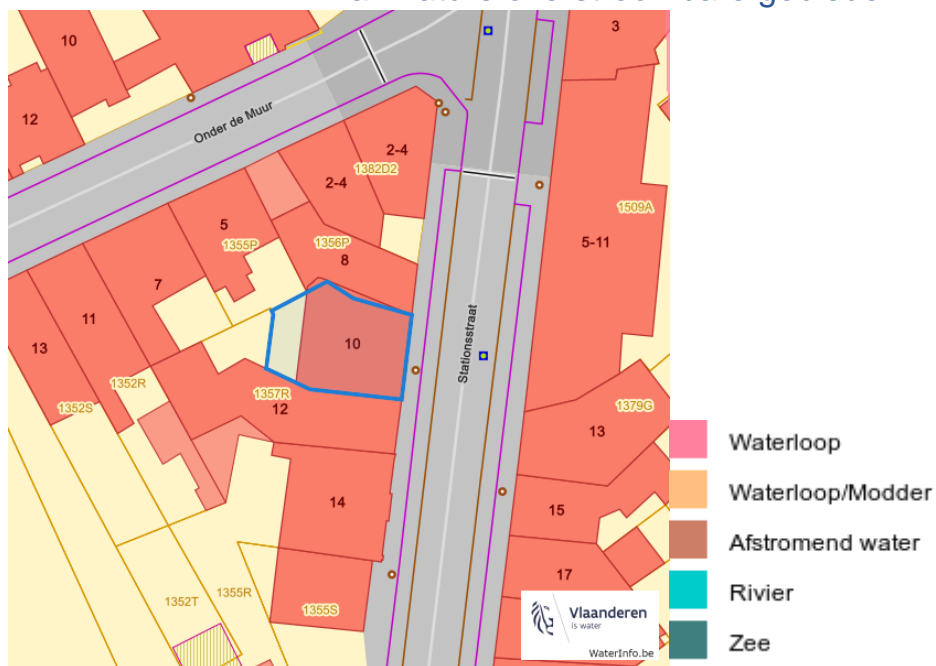 10
3
12
Onder de Muur
2-4
1382D2
2-4
1509A
5
1355P
1356P
5-11
8
7
11
10
Stationsstraat
13
1352R
1357R
1352S
12
1379G
13
Waterloop
Waterloop/Modder
14
15
Afstromend water
17
Rivier
1355R
1352T
1355S
Vlaanderen
is water
WaterInfo.be
Zee